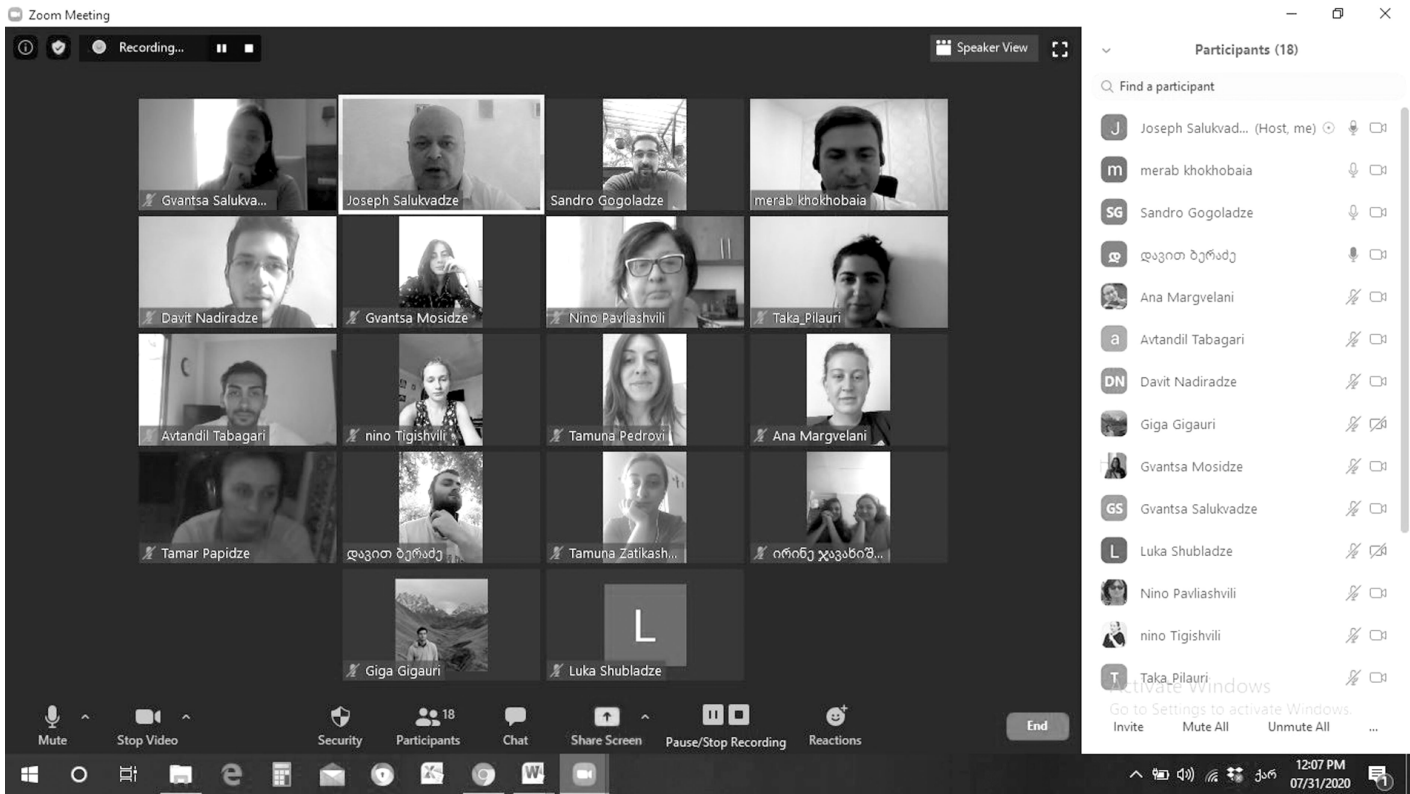 Zoom Meeting
Recording...
Speaker View
Gvantsa Salukva...
Joseph Salukvadze
Sandro Gogoladze
merab khokhobaia
Davit Nadiradze
Gvantsa Mosidze
Nino Pavliashvili
Taka_Pilauri
Avtandil Tabagari
nino Tigishvili
Tamuna Pedrovi
Ana Margvelani
Tamar Papidze
დავით ბერაძე
Tamuna Zatikash...
ირინე ჯავახიშ...
Giga Gigauri
L
Luka Shubladze
Mute
Stop Video
Security
18
Participants
Chat
Share Screen
Pause/Stop Recording
Reactions
End
Participants (18)
Find a participant
J Joseph Salukvad... (Host, me)
m merab khokhobaia
SG Sandro Gogoladze
დ დავით ბერაძე
Ana Margvelani
a Avtandil Tabagari
DN Davit Nadiradze
Giga Gigauri
Gvantsa Mosidze
GS Gvantsa Salukvadze
L Luka Shubladze
Nino Pavliashvili
nino Tigishvili
T Taka_Pilauri
Activate Windows
Go to Settings to activate Windows.
Invite Mute All Unmute All ...
ქარ
12:07 PM
07/31/2020
1